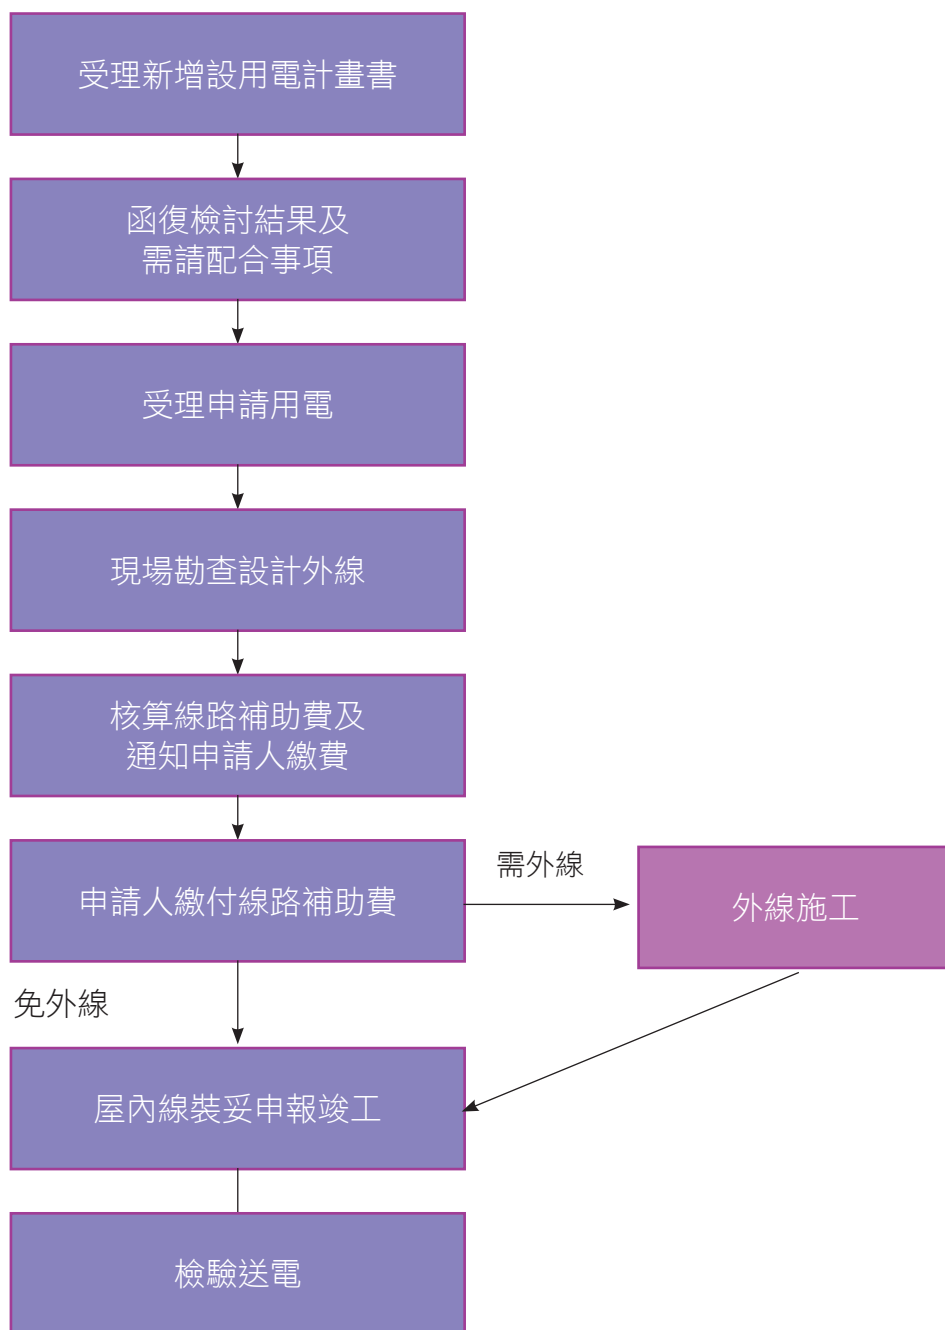 受理新增設用電計畫書
函復檢討結果及
需請配合事項
受理申請用電
現場勘查設計外線
核算線路補助費及
通知申請人繳費
申請人繳付線路補助費
需外線
外線施工
免外線
屋內線裝妥申報竣工
檢驗送電